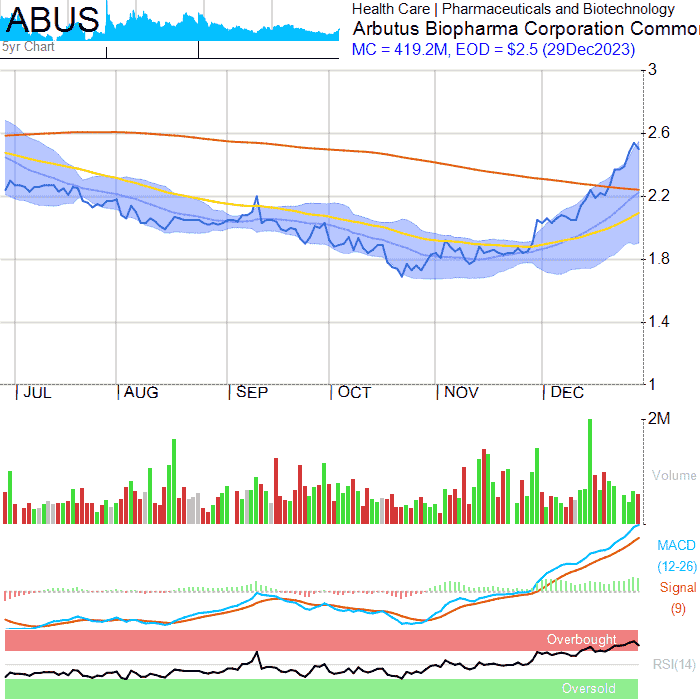 ABUS
5yr Chart
Health Care | Pharmaceuticals and Biotechnology
Arbutus Biopharma Corporation Commo
MC = 419.2M, EOD = $2.5 (29Dec2023)
3
2.6
2.2
1.8
1.4
1
JUL AUG SEP OCT NOV DEC
2M
Volume
MACD
(12-26)
Signal
(9)
Overbought
RSI(14)
Oversold